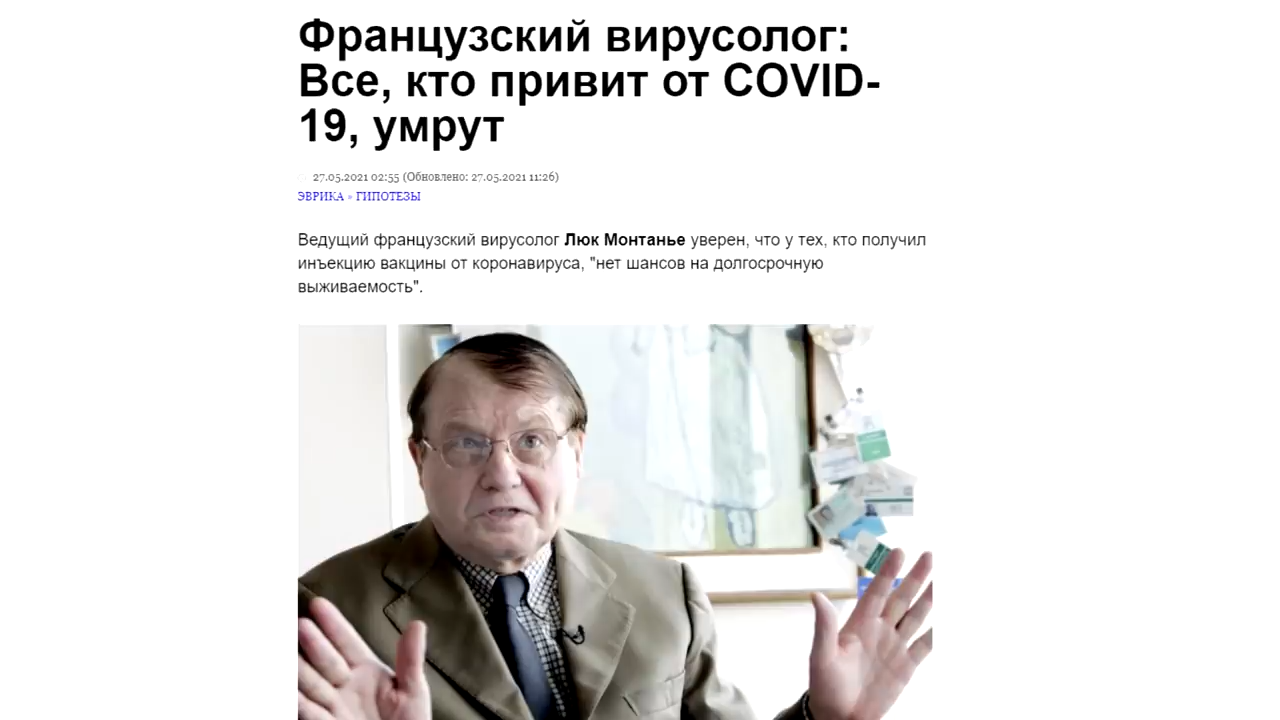 Французский вирусолог:
Все, кто привит от COVID-
19, умрут
27.05.2021 02:55 (Обновлено: 27.05.2021 11:26)
ЭВРИКА » ГИПОТЕЗЫ
Ведущий французский вирусолог Люк Монтанье уверен, что у тех, кто получил
инъекцию вакцины от коронавируса, "нет шансов на долгосрочную
выживаемость".